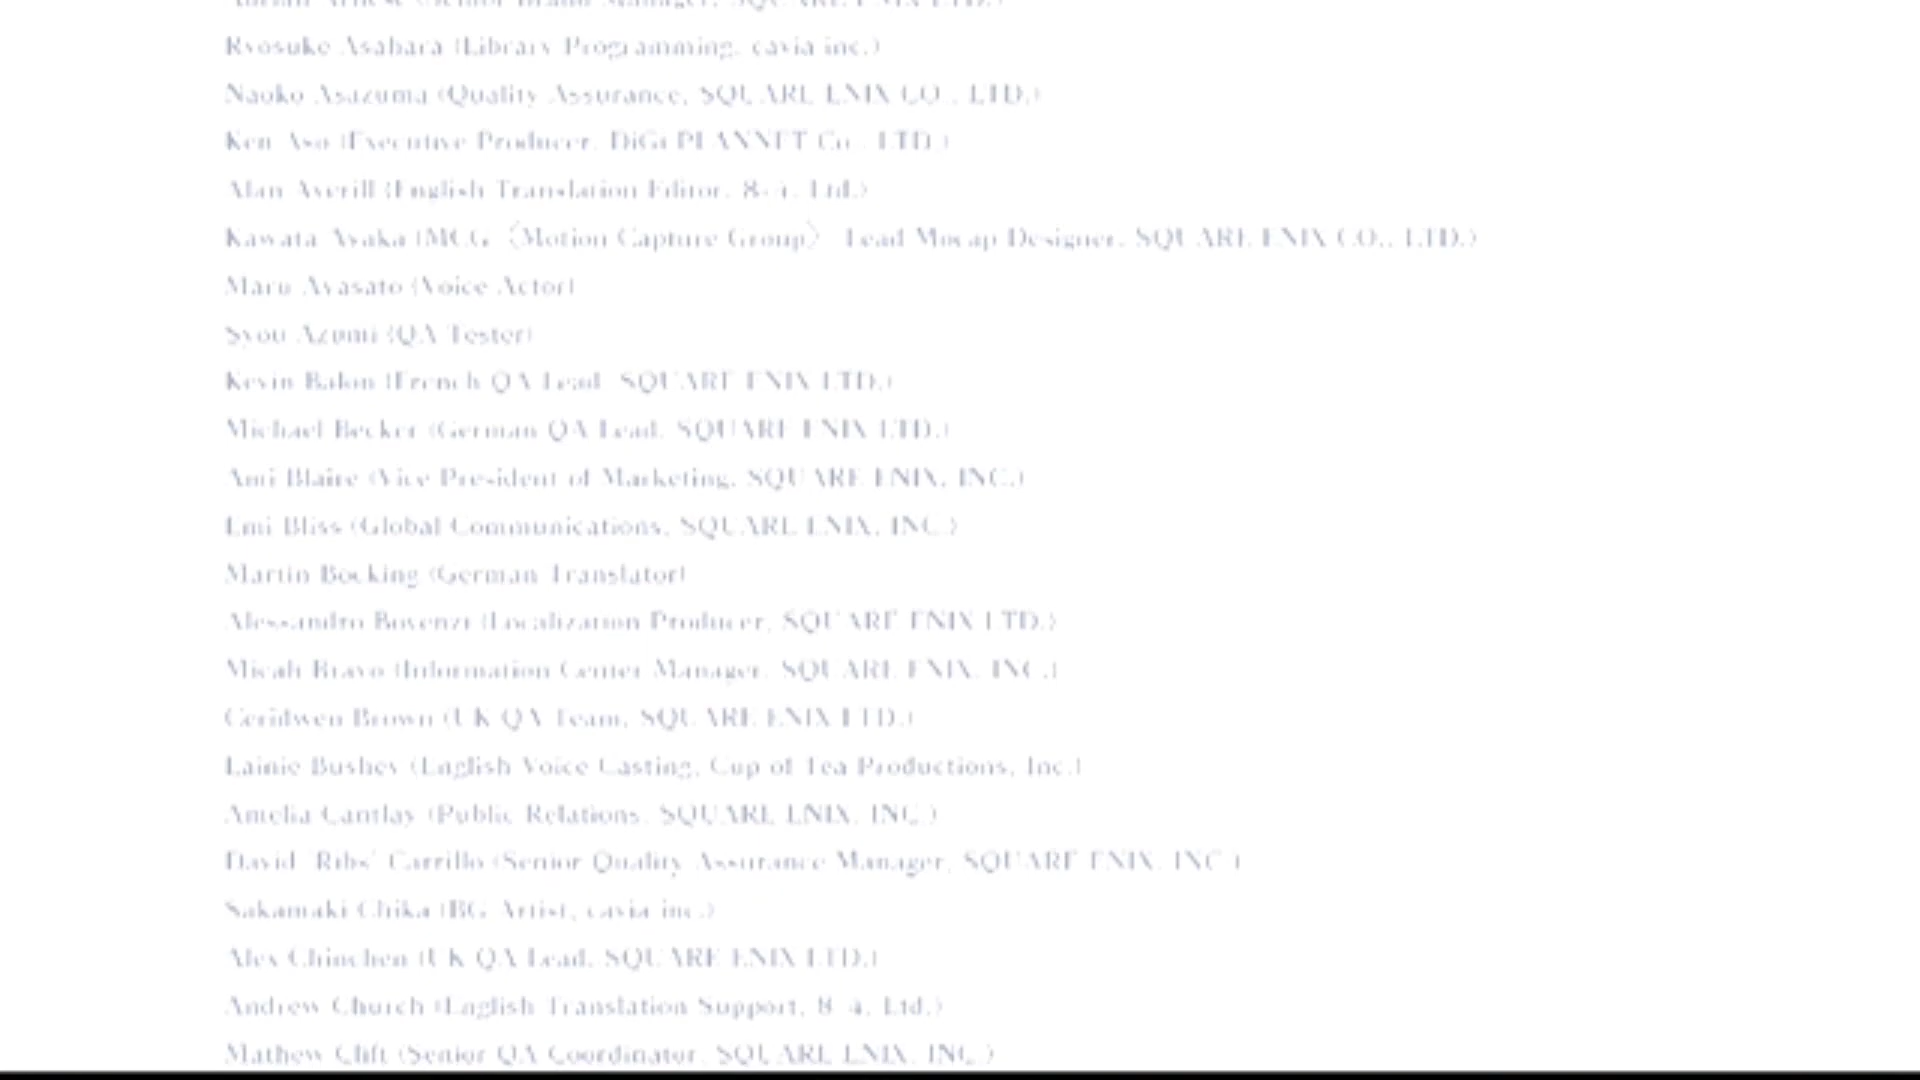 Adrian Arnese (Senior Brand Manager, SQUARE ENIX LTD.)
Ryosuke Asahara (Library Programming, cavia inc.)
Naoko Asazuma (Quality Assurance, SQUARE ENIX CO., LTD.)
Ken Aso (Executive Producer, DiGi PLANNET Co., LTD.)
Alan Averill (English Translation Editor, 8-4, Ltd.)
Kawata Ayaka (MCG 〈Motion Capture Group〉 Lead Mocap Designer, SQUARE ENIX CO., LTD.)
Maru Ayasato (Voice Actor)
Syou Azumi (QA Tester)
Kevin Balon (French QA Lead, SQUARE ENIX LTD.)
Michael Becker (German QA Lead, SQUARE ENIX LTD.)
Ami Blaire (Vice President of Marketing, SQUARE ENIX, INC.)
Emi Bliss (Global Communications, SQUARE ENIX, INC.)
Martin Bocking (German Translator)
Alessandro Bovenzi (Localization Producer, SQUARE ENIX LTD.)
Micah Bravo (Information Center Manager, SQUARE ENIX, INC.)
Ceridwen Brown (UK QA Team, SQUARE ENIX LTD.)
Lainie Bushey (English Voice Casting, Cup of Tea Productions, Inc.)
Amelia Cantlay (Public Relations, SQUARE ENIX, INC.)
David 'Ribs' Carrillo (Senior Quality Assurance Manager, SQUARE ENIX, INC.)
Sakamaki Chika (BG Artist, cavia inc.)
Alex Chinchen (UK QA Lead, SQUARE ENIX LTD.)
Andrew Church (English Translation Support, 8-4, Ltd.)
Mathew Clift (Senior QA Coordinator, SQUARE ENIX, INC.)